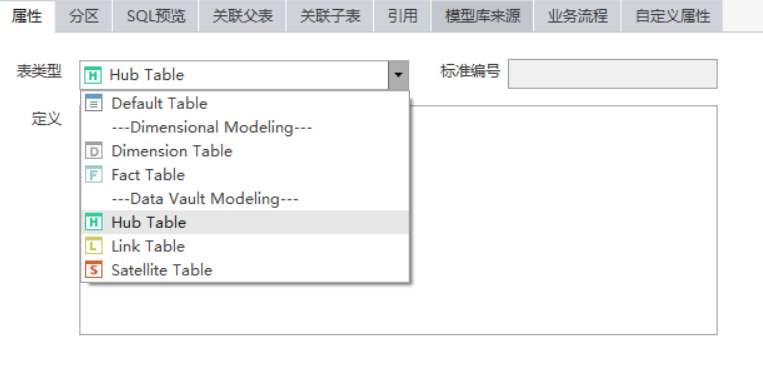 属性 分区 SQL预览 关联父表 关联子表 引用 模型库来源 业务流程 自定义属性
表类型 H Hub Table 标准编号
定义
Default Table
---Dimensional Modeling---
D Dimension Table
F Fact Table
---Data Vault Modeling---
H Hub Table
L Link Table
S Satellite Table